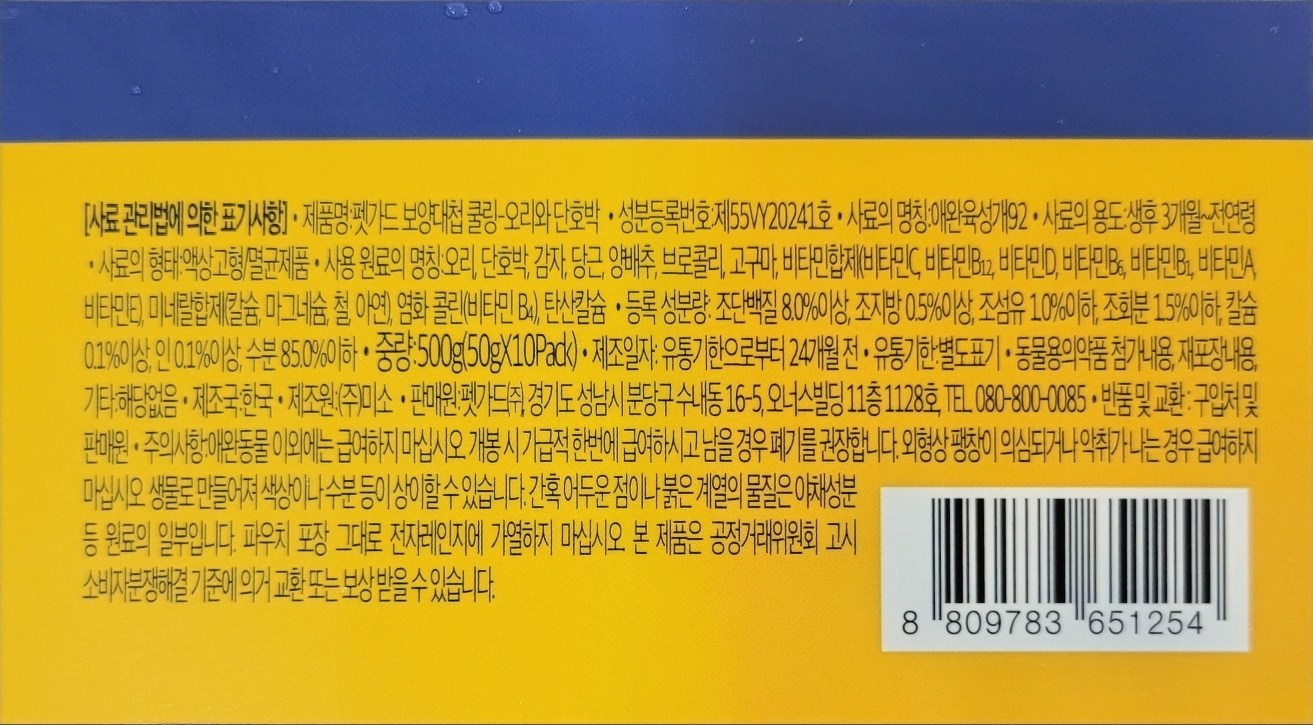 [사료 관리법에 의한 표기사항] • 제품명:펫가드 보양대첩 쿨링-오리와 단호박 • 성분등록번호:제55VY20241호 • 사료의 명칭:애완육성개92 • 사료의 용도:생후 3개월~전연령
• 사료의 형태:액상고형/멸균제품 • 사용 원료의 명칭:오리, 단호박, 감자, 당근, 양배추, 브로콜리, 고구마, 비타민합제(비타민C, 비타민B12, 비타민D, 비타민B6, 비타민B1, 비타민A,
비타민E), 미네랄합제(칼슘, 마그네슘, 철, 아연), 염화 콜린(비타민 B4), 탄산칼슘 • 등록 성분량: 조단백질 8.0%이상, 조지방 0.5%이상, 조섬유 1.0%이하, 조회분 1.5%이하, 칼슘
0.1%이상, 인 0.1%이상, 수분 85.0%이하 • 중량:500g(50gX10Pack) • 제조일자: 유통기한으로부터 24개월 전 • 유통기한:별도표기 • 동물용의약품 첨가내용, 재포장내용,
기타:해당없음 • 제조국:한국 • 제조원:(주)미소 • 판매원:펫가드㈜, 경기도 성남시 분당구 수내동 16-5, 오너스빌딩 11층 1128호, TEL 080-800-0085 • 반품 및 교환 : 구입처 및
판매원 • 주의사항:애완동물 이외에는 급여하지 마십시오 개봉 시 가급적 한번에 급여하시고 남을 경우 폐기를 권장합니다. 외형상 팽창이 의심되거나 악취가 나는 경우 급여하지
마십시오 생물로 만들어져 색상이나 수분 등이 상이할 수 있습니다. 간혹 어두운 점이나 붉은 계열의 물질은 야채성분
등 원료의 일부입니다. 파우치 포장 그대로 전자레인지에 가열하지 마십시오 본 제품은 공정거래위원회 고시
소비자분쟁해결 기준에 의거 교환 또는 보상 받을 수 있습니다.
8 809783 651254